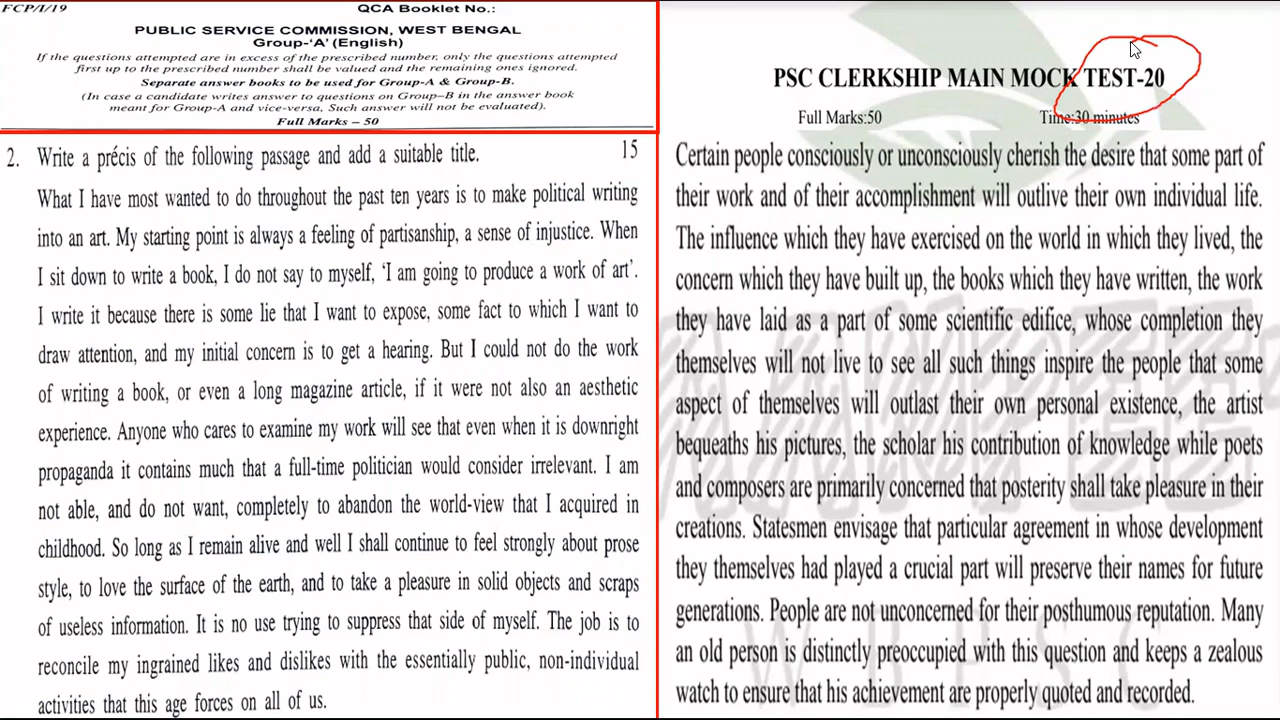 FCP/I/19
QCA Booklet No.:
PUBLIC SERVICE COMMISSION, WEST BENGAL
Group-'A' (English)
If the questions attempted are in excess of the prescribed number, only the questions attempted
first up to the prescribed number shall be valued and the remaining ones ignored.
Separate answer books to be used for Group-A & Group-B.
(In case a candidate writes answer to questions on Group–B in the answer book
meant for Group-A and vice-versa, Such answer will not be evaluated).
Full Marks – 50
2. Write a précis of the following passage and add a suitable title. 15
What I have most wanted to do throughout the past ten years is to make political writing
into an art. My starting point is always a feeling of partisanship, a sense of injustice. When
I sit down to write a book, I do not say to myself, 'I am going to produce a work of art'.
I write it because there is some lie that I want to expose, some fact to which I want to
draw attention, and my initial concern is to get a hearing. But I could not do the work
of writing a book, or even a long magazine article, if it were not also an aesthetic
experience. Anyone who cares to examine my work will see that even when it is downright
propaganda it contains much that a full-time politician would consider irrelevant. I am
not able, and do not want, completely to abandon the world-view that I acquired in
childhood. So long as I remain alive and well I shall continue to feel strongly about prose
style, to love the surface of the earth, and to take a pleasure in solid objects and scraps
of useless information. It is no use trying to suppress that side of myself. The job is to
reconcile my ingrained likes and dislikes with the essentially public, non-individual
activities that this age forces on all of us.
PSC CLERKSHIP MAIN MOCK TEST-20
Full Marks:50 Time:30 minutes
Certain people consciously or unconsciously cherish the desire that some part of
their work and of their accomplishment will outlive their own individual life.
The influence which they have exercised on the world in which they lived, the
concern which they have built up, the books which they have written, the work
they have laid as a part of some scientific edifice, whose completion they
themselves will not live to see all such things inspire the people that some
aspect of themselves will outlast their own personal existence, the artist
bequeaths his pictures, the scholar his contribution of knowledge while poets
and composers are primarily concerned that posterity shall take pleasure in their
creations. Statesmen envisage that particular agreement in whose development
they themselves had played a crucial part will preserve their names for future
generations. People are not unconcerned for their posthumous reputation. Many
an old person is distinctly preoccupied with this question and keeps a zealous
watch to ensure that his achievement are properly quoted and recorded.
WBPSC